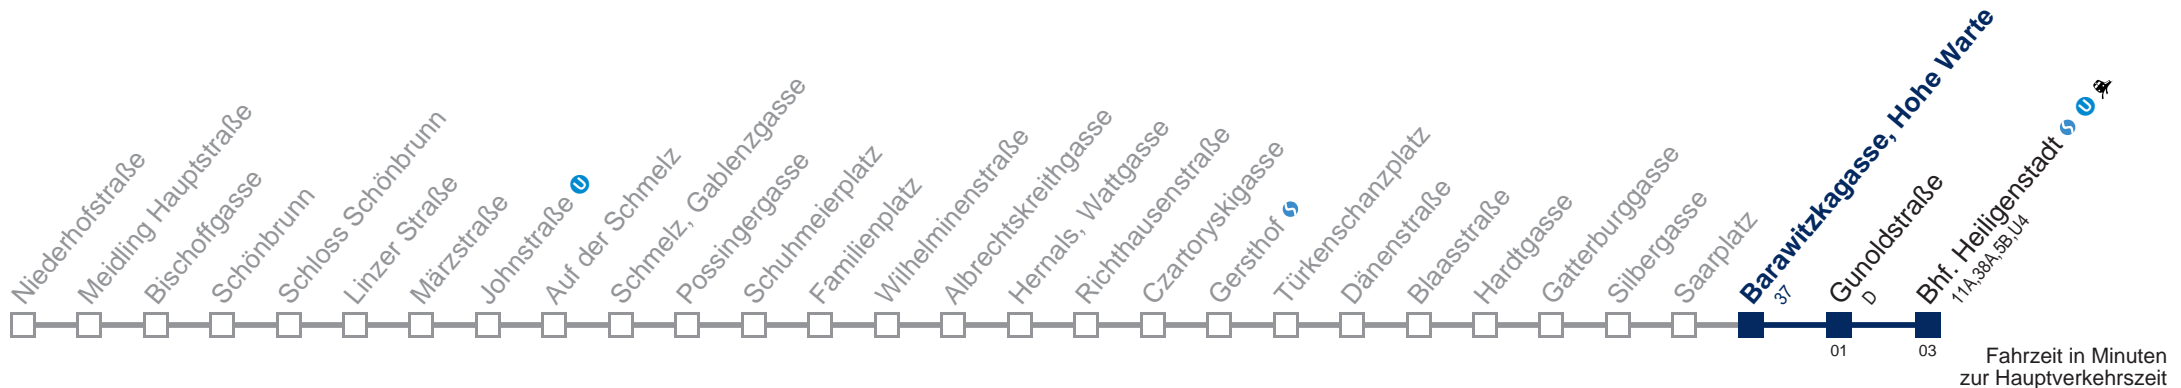 Niederhofstraße
Meidling Hauptstraße
Bischoffgasse
Schönbrunn
Schloss Schönbrunn
Linzer Straße
Märzstraße
Johnstraße U
Auf der Schmelz
Schmelz, Gablenzgasse
Possingergasse
Schuhmeierplatz
Familienplatz
Wilhelminenstraße
Albrechtskreithgasse
Hernals, Wattgasse
Richthausenstraße
Czartoryskigasse
Gersthof S
Türkenschanzplatz
Dänenstraße
Blaasstraße
Hardtgasse
Gatterburggasse
Silbergasse
Saarplatz
Barawitzkagasse, Hohe Warte
37
Gunoldstraße
D
Bhf. Heiligenstadt S U
11A,38A,5B,U4
01
03
Fahrzeit in Minuten
zur Hauptverkehrszeit